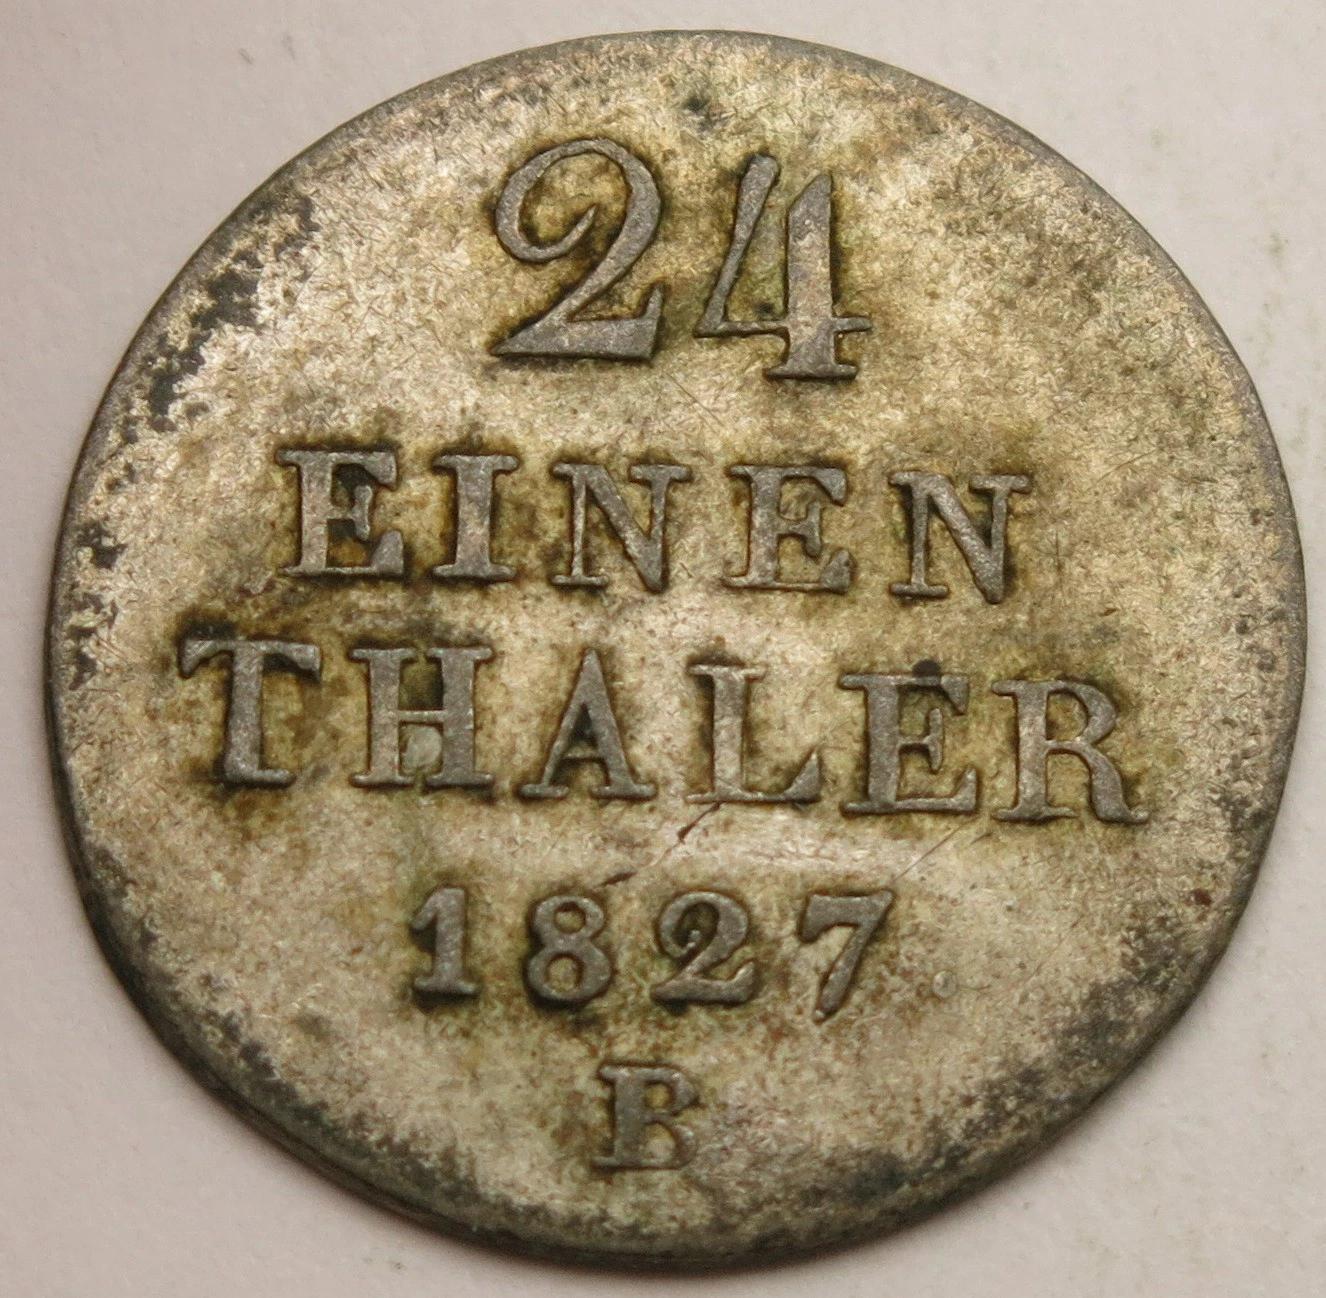 24
EINEN
THALER
1827.
B